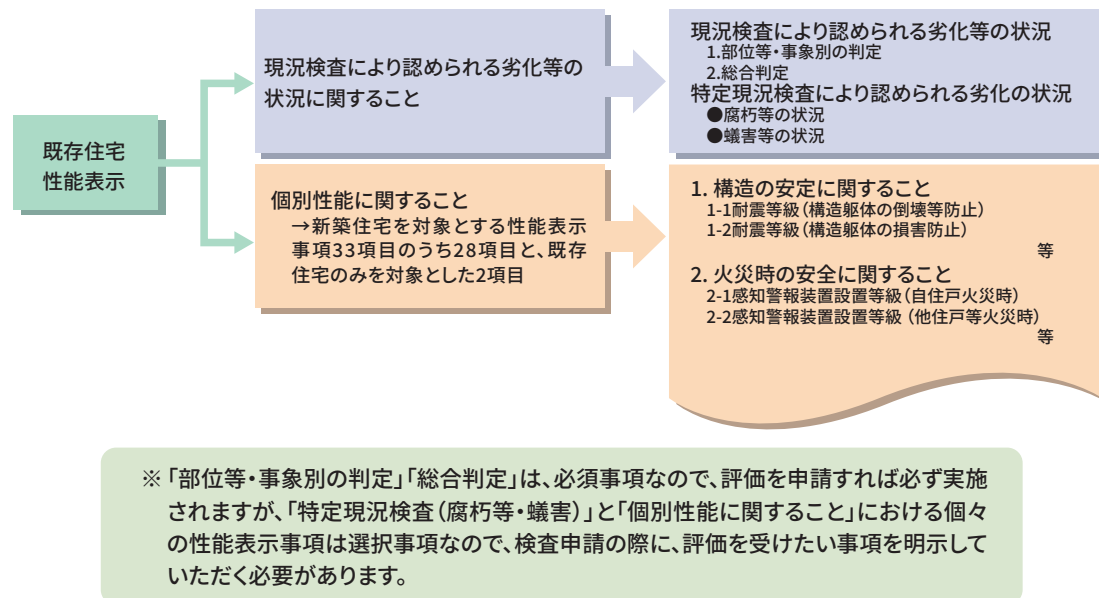 既存住宅
性能表示
現況検査により認められる劣化等の
状況に関すること
現況検査により認められる劣化等の状況
1.部位等・事象別の判定
2.総合判定
特定現況検査により認められる劣化の状況
●腐朽等の状況
●蟻害等の状況
個別性能に関すること
→新築住宅を対象とする性能表示
事項33項目のうち28項目と、既存
住宅のみを対象とした2項目
1. 構造の安定に関すること
1-1耐震等級(構造躯体の倒壊等防止)
1-2耐震等級(構造躯体の損害防止)
等
2. 火災時の安全に関すること
2-1感知警報装置設置等級(自住戸火災時)
2-2感知警報装置設置等級(他住戸等火災時)
等
※「部位等・事象別の判定」「総合判定」は、必須事項なので、評価を申請すれば必ず実施
されますが、「特定現況検査(腐朽等・蟻害)」と「個別性能に関すること」における個々
の性能表示事項は選択事項なので、検査申請の際に、評価を受けたい事項を明示して
いただく必要があります。